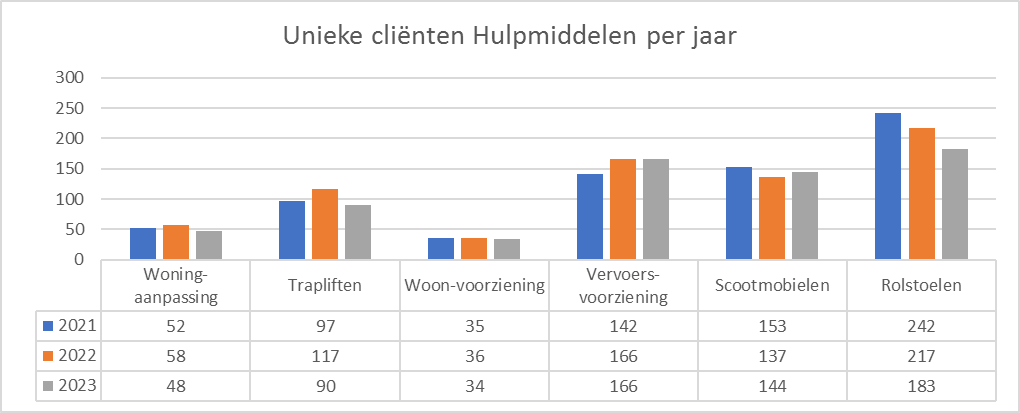 Unieke cliënten Hulpmiddelen per jaar
300
250
200
150
100
50
0
Woning-
aanpassing
Trapliften
Woon-voorziening
Vervoers-
voorziening
Scootmobielen
Rolstoelen
2021 52 97 35 142 153 242
2022 58 117 36 166 137 217
2023 48 90 34 166 144 183